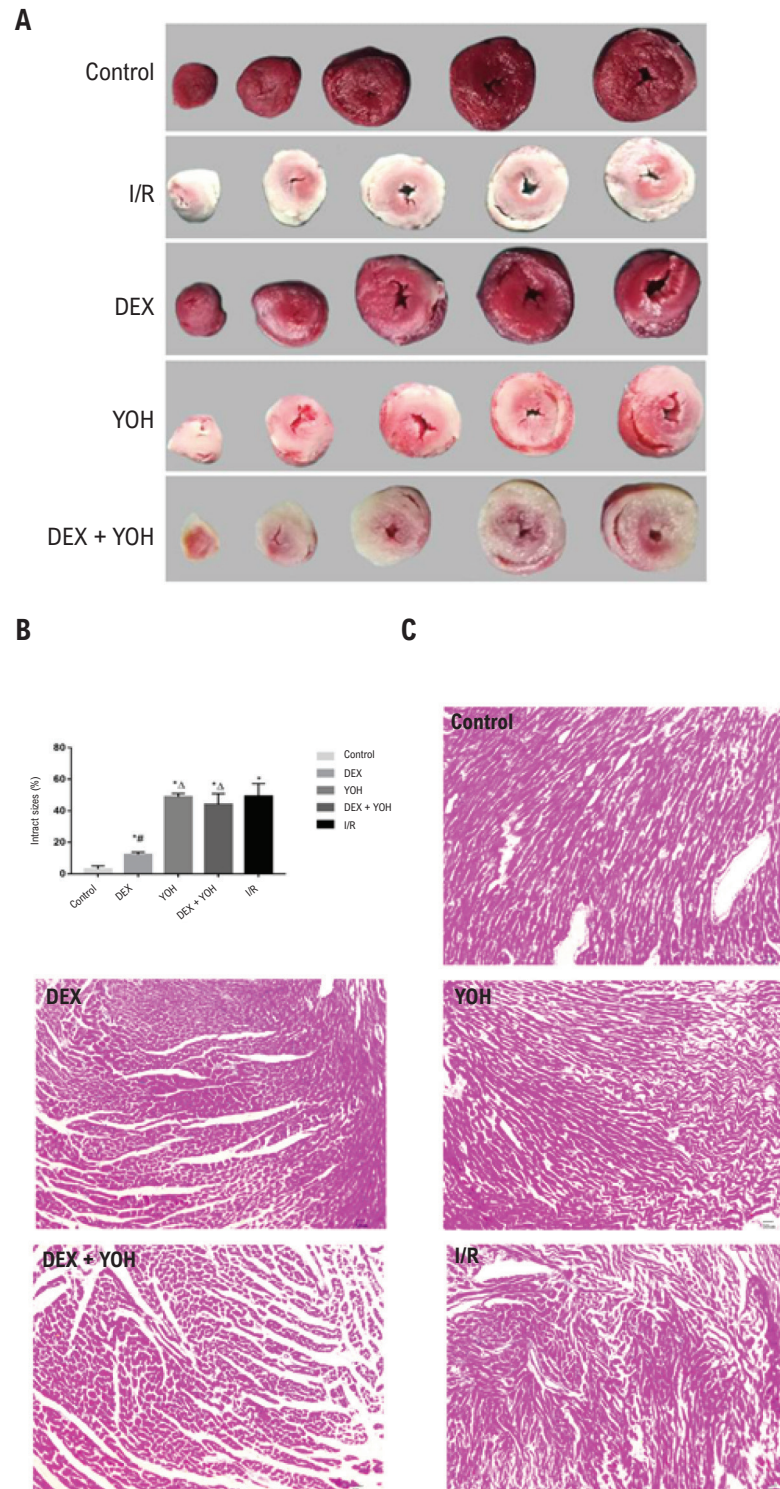 A
Control
I/R
DEX
YOH
DEX + YOH
B
C
80
60
40
20
0
Intract sizes (%)
*#
*Δ
*Δ
*
Control
DEX
YOH
DEX + YOH
I/R
Control
DEX
YOH
DEX + YOH
I/R
Control
DEX
YOH
DEX + YOH
I/R